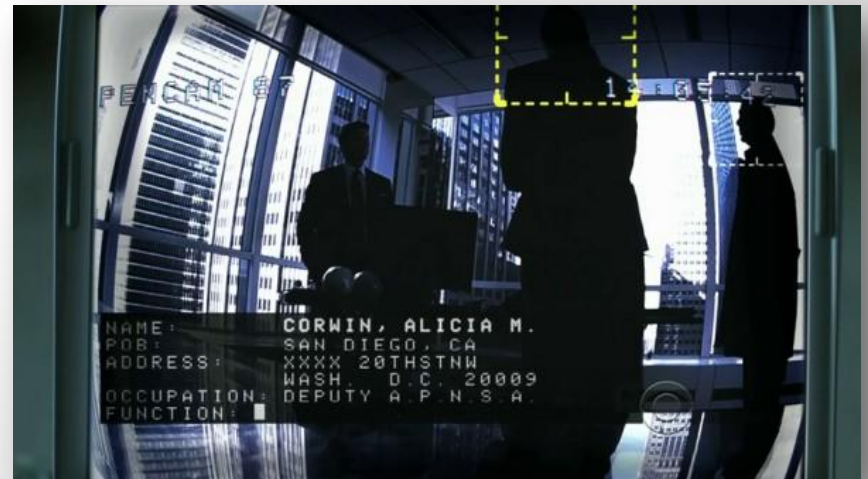 PENCAM 87
NAME: CORWIN, ALICIA M.
POB: SAN DIEGO, CA
ADDRESS: XXXX 20THSTNW
WASH. D.C. 20009
OCCUPATION: DEPUTY A.P.N.S.A.
FUNCTION: